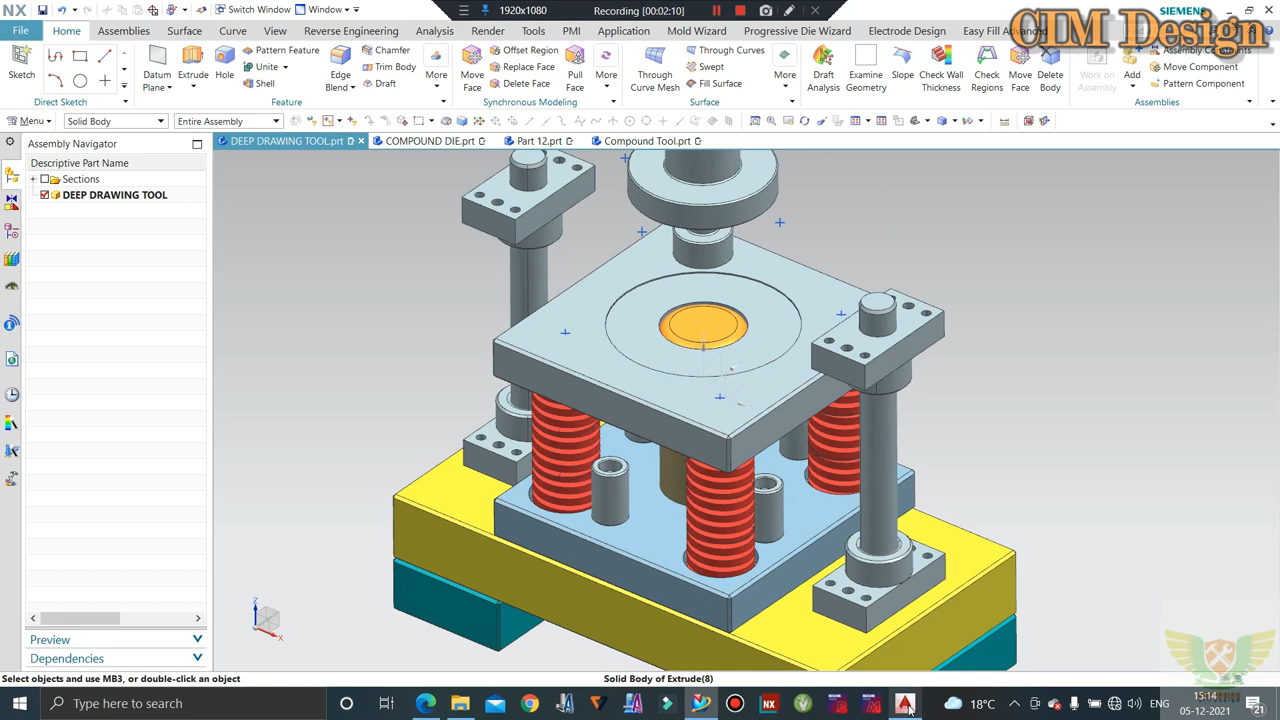 NX
Switch Window
Window
1920x1080
Recording [00:02:10]
SIEMENS
CIM Design
File
Home
Assemblies
Surface
Curve
View
Reverse Engineering
Analysis
Render
Tools
PMI
Application
Mold Wizard
Progressive Die Wizard
Electrode Design
Easy Fill Advanced
Sketch
Direct Sketch
Datum Plane
Extrude
Hole
Pattern Feature
Unite
Shell
Edge Blend
Chamfer
Trim Body
Draft
More
Feature
Move Face
Offset Region
Replace Face
Delete Face
Pull Face
More
Synchronous Modeling
Through Curve Mesh
Through Curves
Swept
Fill Surface
More
Surface
Draft Analysis
Examine Geometry
Slope
Check Wall Thickness
Check Regions
Move Face
Delete Body
Work on Assembly
Add
Assembly Constraints
Move Component
Pattern Component
Assemblies
Menu
Solid Body
Entire Assembly
Assembly Navigator
DEEP DRAWING TOOL.prt
COMPOUND DIE.prt
Part 12.prt
Compound Tool.prt
Descriptive Part Name
Sections
DEEP DRAWING TOOL
Z
X
Preview
Dependencies
Select objects and use MB3, or double-click an object
Solid Body of Extrude(8)
Type here to search
18°C
ENG
15:14
05-12-2021
21